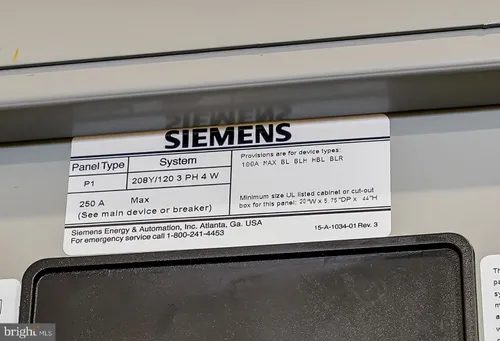 SIEMENS
Panel Type
System
P1
208Y/120 3 PH 4 W
250 A Max
(See main device or breaker)
Provisions are for device types:
100A MAX BL BLH HBL BLR
Minimum size UL listed cabinet or cut-out
box for this panel: 20"W x 5.75"DP x 44"H
Siemens Energy & Automation, Inc. Atlanta, Ga. USA
For emergency service call 1-800-241-4453
15-A-1034-01 Rev. 3
bright MLS